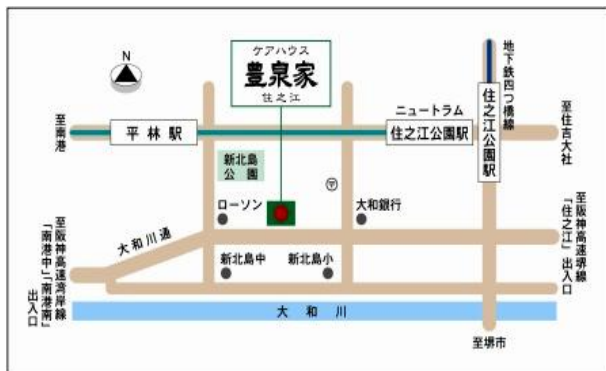 N
ケアハウス
豊泉家
住之江
地下鉄四つ橋線
至南港
平林駅
ニュートラム
住之江公園駅
住之江公園駅
至住吉大社
新北島
公園
〒
ローソン
大和銀行
大和川通
至阪神高速湾岸線
「南港中」「南港南」
出入口
新北島中
新北島小
至阪神高速堺線
「住之江」出入口
大和川
至堺市